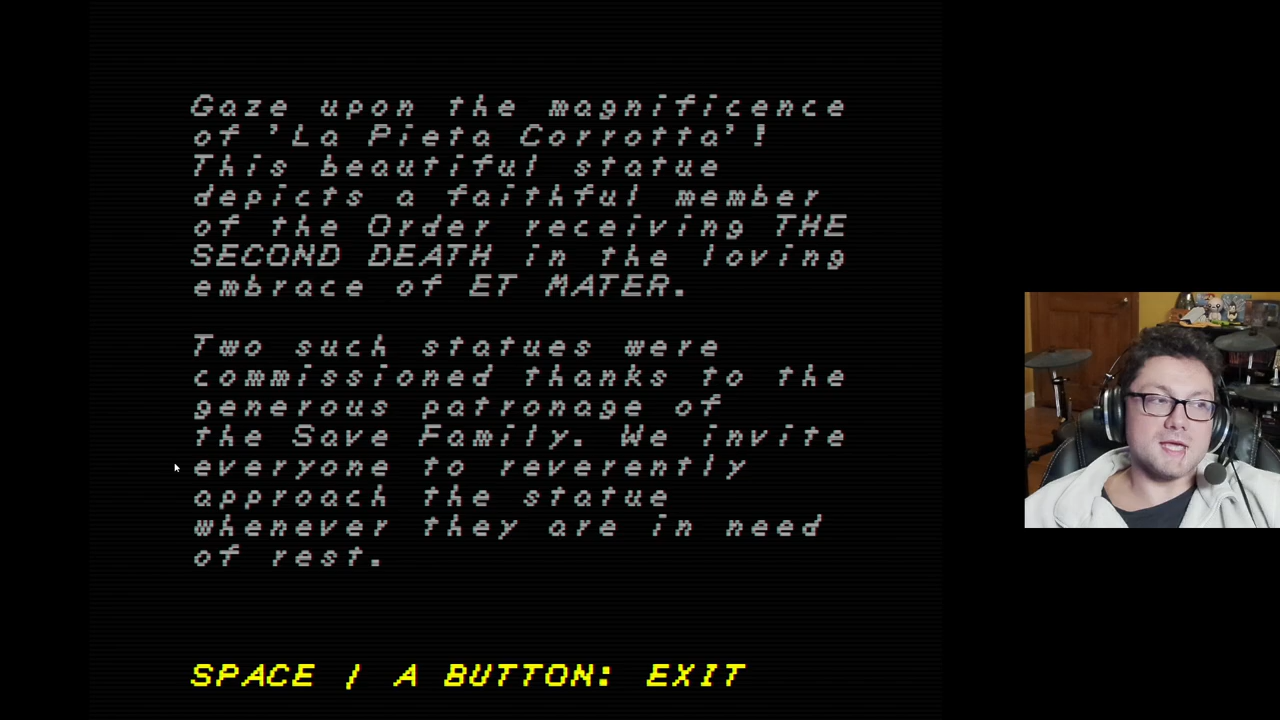 Gaze upon the magnificence
of 'La Pieta Corrotta'!
This beautiful statue
depicts a faithful member
of the Order receiving THE
SECOND DEATH in the loving
embrace of ET MATER.
Two such statues were
commissioned thanks to the
generous patronage of
the Save Family. We invite
everyone to reverently
approach the statue
whenever they are in need
of rest.
SPACE / A BUTTON: EXIT